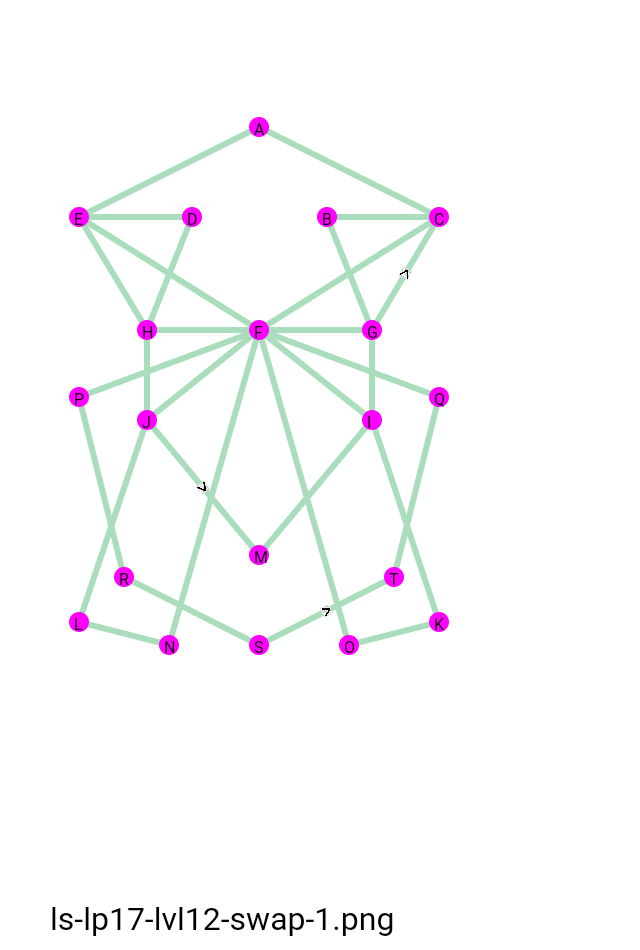 A
E D B C
H F G
P Q
J I
M
R T
L K
N S O
ls-lp17-lvl12-swap-1.png